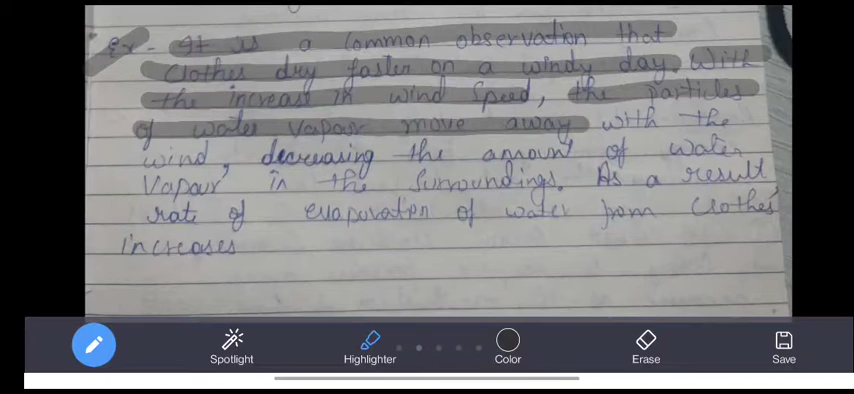 Ex - It is a common observation that
clothes dry faster on a windy day. With
the increase in wind speed, the particles
of water vapour move away with the
wind, decreasing the amount of water
vapour in the surroundings. As a result
rate of evaporation of water from clothes
increases
Spotlight Highlighter Color Erase Save